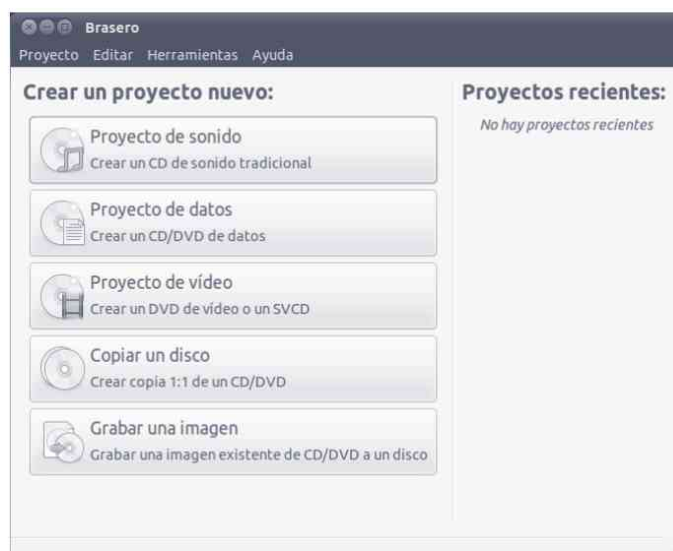 Brasero
Proyecto Editar Herramientas Ayuda
Crear un proyecto nuevo:
Proyecto de sonido
Crear un CD de sonido tradicional
Proyecto de datos
Crear un CD/DVD de datos
Proyecto de vídeo
Crear un DVD de vídeo o un SVCD
Copiar un disco
Crear copia 1:1 de un CD/DVD
Grabar una imagen
Grabar una imagen existente de CD/DVD a un disco
Proyectos recientes:
No hay proyectos recientes